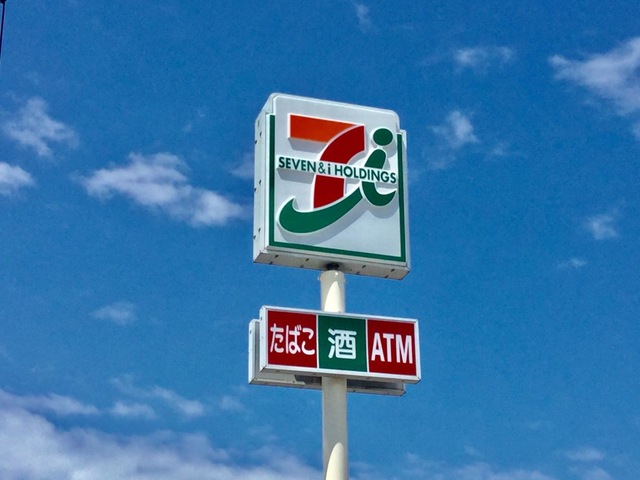 SEVEN & i HOLDINGS
たばこ 酒 ATM